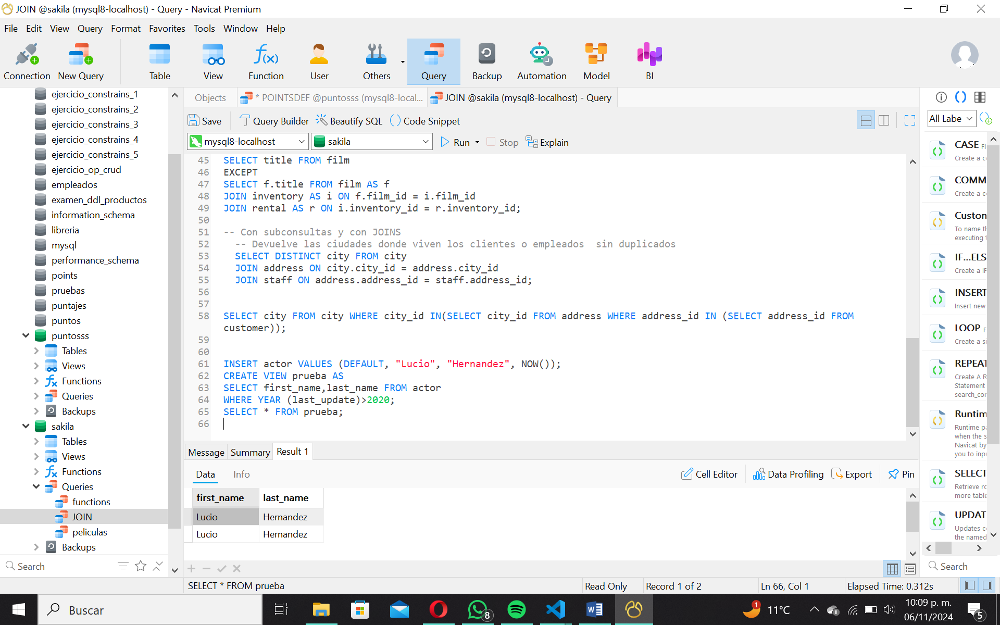 JOIN @sakila (mysql8-localhost) - Query - Navicat Premium
File Edit View Query Format Favorites Tools Window Help
Connection New Query Table View Function User Others Query Backup Automation Model BI
ejercicio_constrains_1
ejercicio_constrains_2
ejercicio_constrains_3
ejercicio_constrains_4
ejercicio_constrains_5
ejercicio_op_crud
empleados
examen_ddl_productos
information_schema
libreria
mysql
performance_schema
points
pruebas
puntajes
puntos
puntosss
Tables
Views
Functions
Queries
Backups
sakila
Tables
Views
Functions
Queries
functions
JOIN
peliculas
Backups
Search
Objects * POINTSDEF @puntosss (mysql8-local... JOIN @sakila (mysql8-localhost) - Query
Save Query Builder Beautify SQL () Code Snippet
mysql8-localhost sakila Run Stop Explain
45 SELECT title FROM film
46 EXCEPT
47 SELECT f.title FROM film AS f
48 JOIN inventory AS i ON f.film_id = i.film_id
49 JOIN rental AS r ON i.inventory_id = r.inventory_id;
50
51 -- Con subconsultas y con JOINS
52 -- Devuelve las ciudades donde viven los clientes o empleados  sin duplicados
53 SELECT DISTINCT city FROM city
54 JOIN address ON city.city_id = address.city_id
55 JOIN staff ON address.address_id = staff.address_id;
56
57
58 SELECT city FROM city WHERE city_id IN(SELECT city_id FROM address WHERE address_id IN (SELECT address_id FROM
customer));
59
60
61 INSERT actor VALUES (DEFAULT, "Lucio", "Hernandez", NOW());
62 CREATE VIEW prueba AS
63 SELECT first_name,last_name FROM actor
64 WHERE YEAR (last_update)>2020;
65 SELECT * FROM prueba;
66
Message Summary Result 1
Data Info Cell Editor Data Profiling Export Pin
first_name last_name
Lucio Hernandez
Lucio Hernandez
SELECT * FROM prueba Read Only Record 1 of 2 Ln 66, Col 1 Elapsed Time: 0.312s
All Labe
CASE Fl
Create a c
COMM
Create a c
Custon
To name th
executing t
IF...ELS
Create a IF
INSERT
Insert new
LOOP F
Create a si
REPEAT
Create A R
Statement
search_cor
Runtim
Runtime pa
when the s
Navicat by
you to inpu
SELECT
Retrieve ro
more table
UPDAT
Updates co
the named
Search
Buscar 8 1 11°C 10:09 p. m. 5
06/11/2024